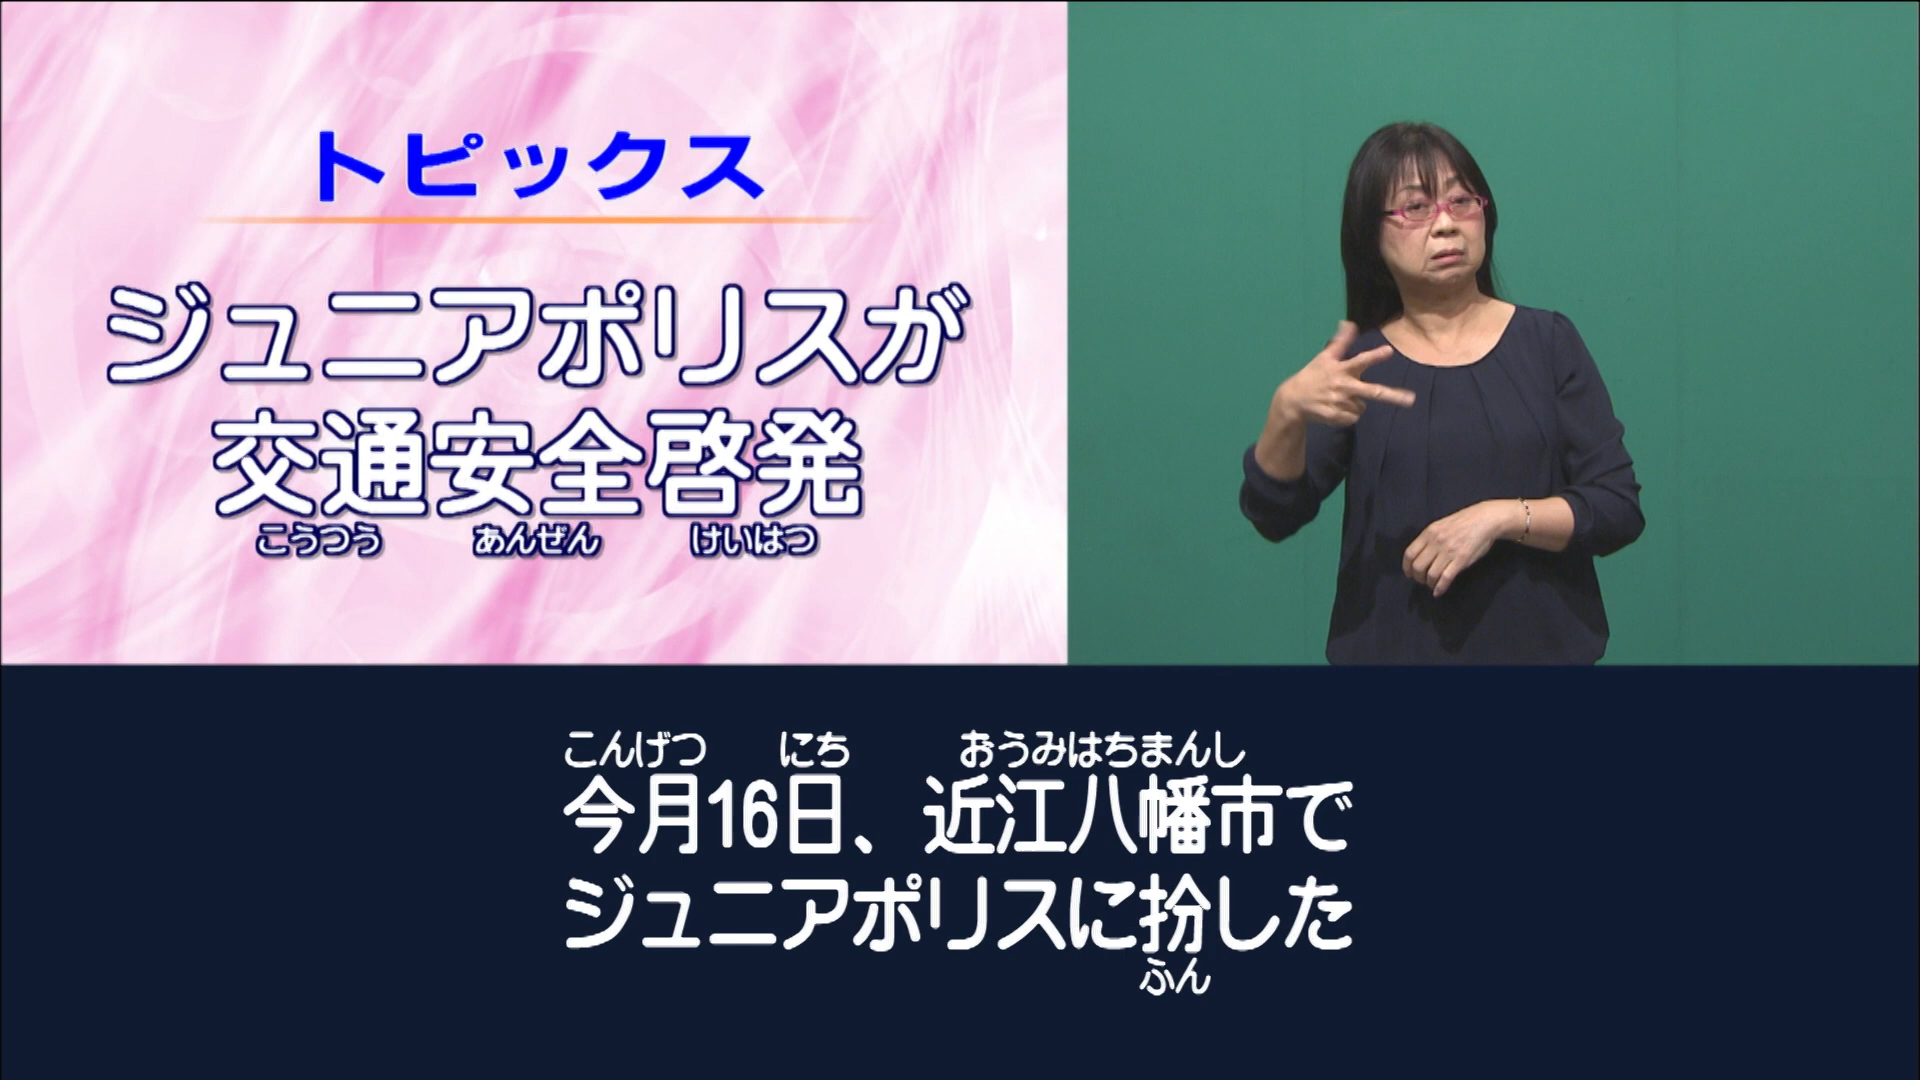 トピックス
ジュニアポリスが
交通安全啓発
こうつう あんぜん けいはつ
こんげつ にち おうみはちまんし
今月16日、近江八幡市で
ジュニアポリスに扮した
ふん